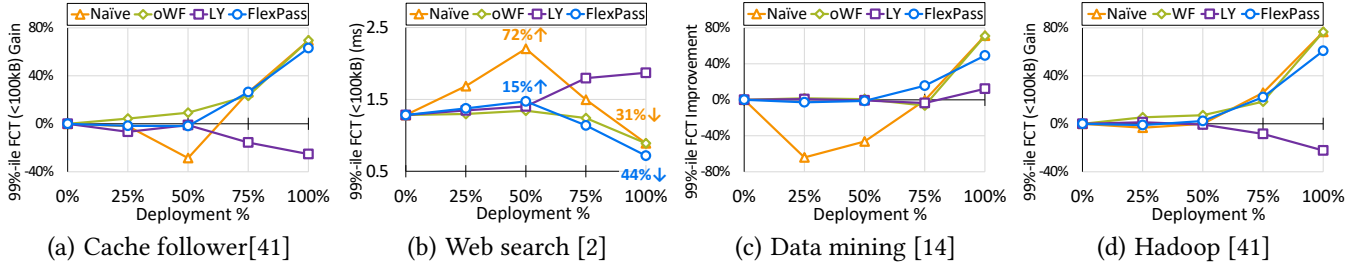 Naïve oWF LY FlexPass
99%-ile FCT (<100kB) Gain
80%
40%
0%
-40%
0% 25% 50% 75% 100%
Deployment %
(a) Cache follower[41]
Naïve oWF LY FlexPass
99%-ile FCT (<100kB) (ms)
2.5
1.5
0.5
72%↑
15%↑
31%↓
44%↓
0% 25% 50% 75% 100%
Deployment %
(b) Web search [2]
Naïve oWF LY FlexPass
99%-ile FCT Improvement
80%
40%
0%
-40%
-80%
0% 25% 50% 75% 100%
Deployment %
(c) Data mining [14]
Naïve WF LY FlexPass
99%-ile FCT (<100kB) Gain
80%
40%
0%
-40%
0% 25% 50% 75% 100%
Deployment %
(d) Hadoop [41]